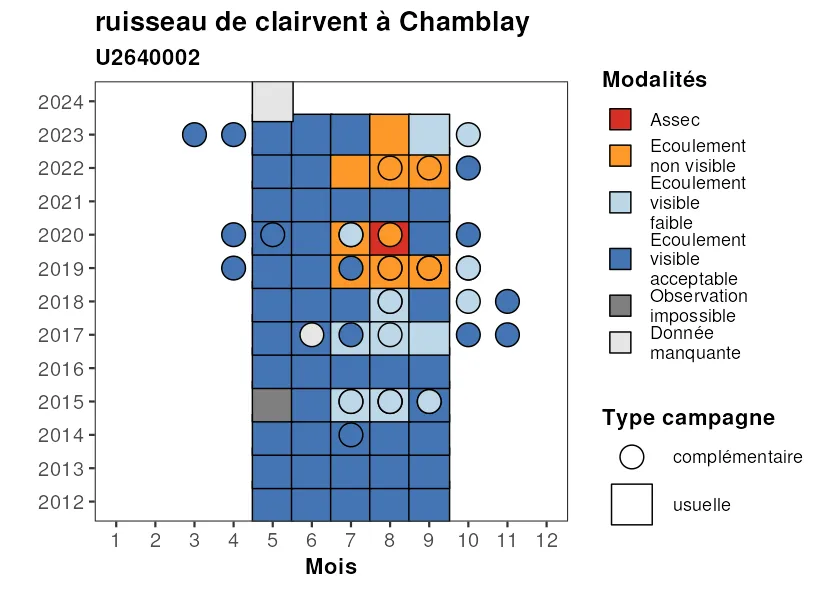 ruisseau de clairvent à Chamblay
U2640002
2024
2023
2022
2021
2020
2019
2018
2017
2016
2015
2014
2013
2012
1 2 3 4 5 6 7 8 9 10 11 12
Mois
Modalités
Assec
Ecoulement
non visible
Ecoulement
visible
faible
Ecoulement
visible
acceptable
Observation
impossible
Donnée
manquante
Type campagne
complémentaire
usuelle